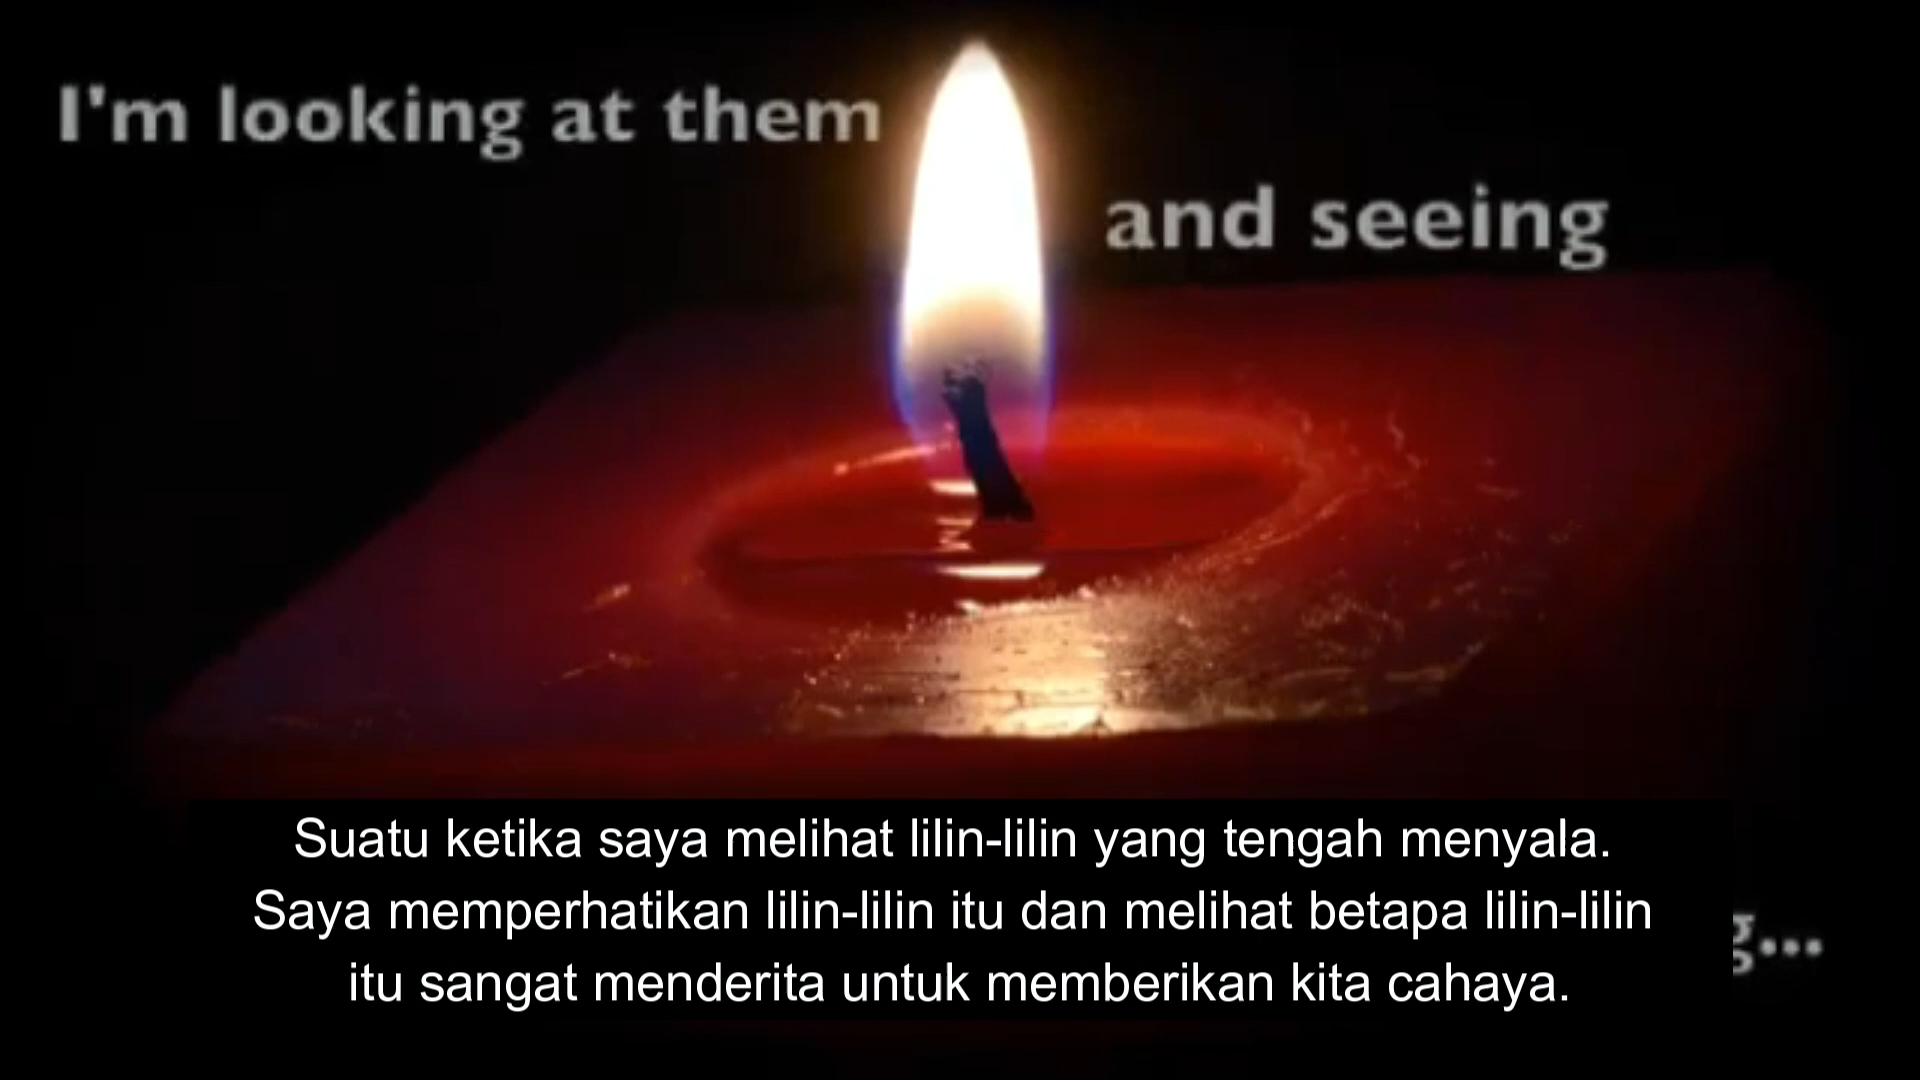 I'm looking at them
and seeing
Suatu ketika saya melihat lilin-lilin yang tengah menyala.
Saya memperhatikan lilin-lilin itu dan melihat betapa lilin-lilin
itu sangat menderita untuk memberikan kita cahaya.